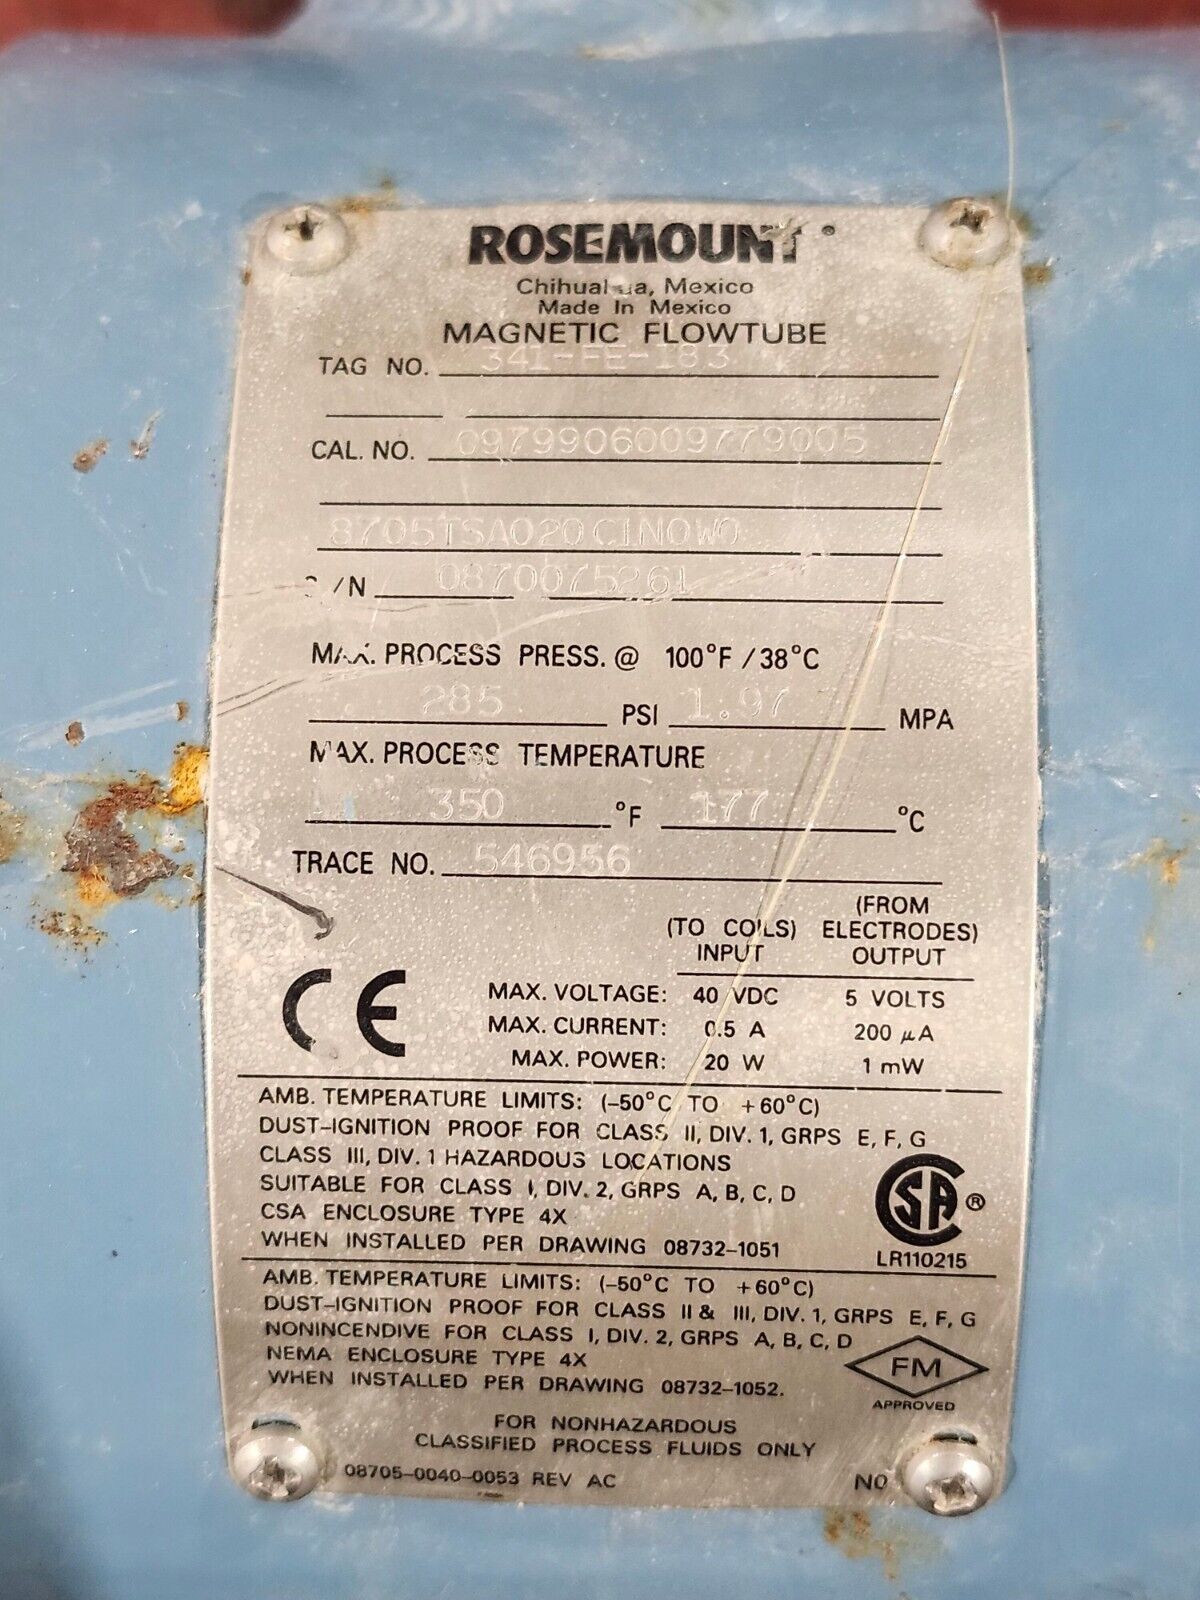 ROSEMOUNT®
Chihuahua, Mexico
Made In Mexico
MAGNETIC FLOWTUBE
TAG NO. 341-FE-183
CAL. NO. 0979906009779005
8705TSA020C1N0W0
S/N 0870075261
MAX. PROCESS PRESS. @ 100°F/38°C
285 PSI 1.97 MPA
MAX. PROCESS TEMPERATURE
350 °F 177 °C
TRACE NO. 546956
(TO COILS) (FROM ELECTRODES)
INPUT OUTPUT
CE
MAX. VOLTAGE: 40 VDC 5 VOLTS
MAX. CURRENT: 0.5 A 200 µA
MAX. POWER: 20 W 1 mW
AMB. TEMPERATURE LIMITS: (-50°C TO +60°C)
DUST-IGNITION PROOF FOR CLASS II, DIV. 1, GRPS E, F, G
CLASS III, DIV. 1 HAZARDOUS LOCATIONS
SUITABLE FOR CLASS I, DIV. 2, GRPS A, B, C, D
CSA ENCLOSURE TYPE 4X
WHEN INSTALLED PER DRAWING 08732-1051
CSA®
LR110215
AMB. TEMPERATURE LIMITS: (-50°C TO +60°C)
DUST-IGNITION PROOF FOR CLASS II & III, DIV. 1, GRPS E, F, G
NONINCENDIVE FOR CLASS I, DIV. 2, GRPS A, B, C, D
NEMA ENCLOSURE TYPE 4X
WHEN INSTALLED PER DRAWING 08732-1052.
FM
APPROVED
FOR NONHAZARDOUS
CLASSIFIED PROCESS FLUIDS ONLY
08705-0040-0053 REV AC
NO